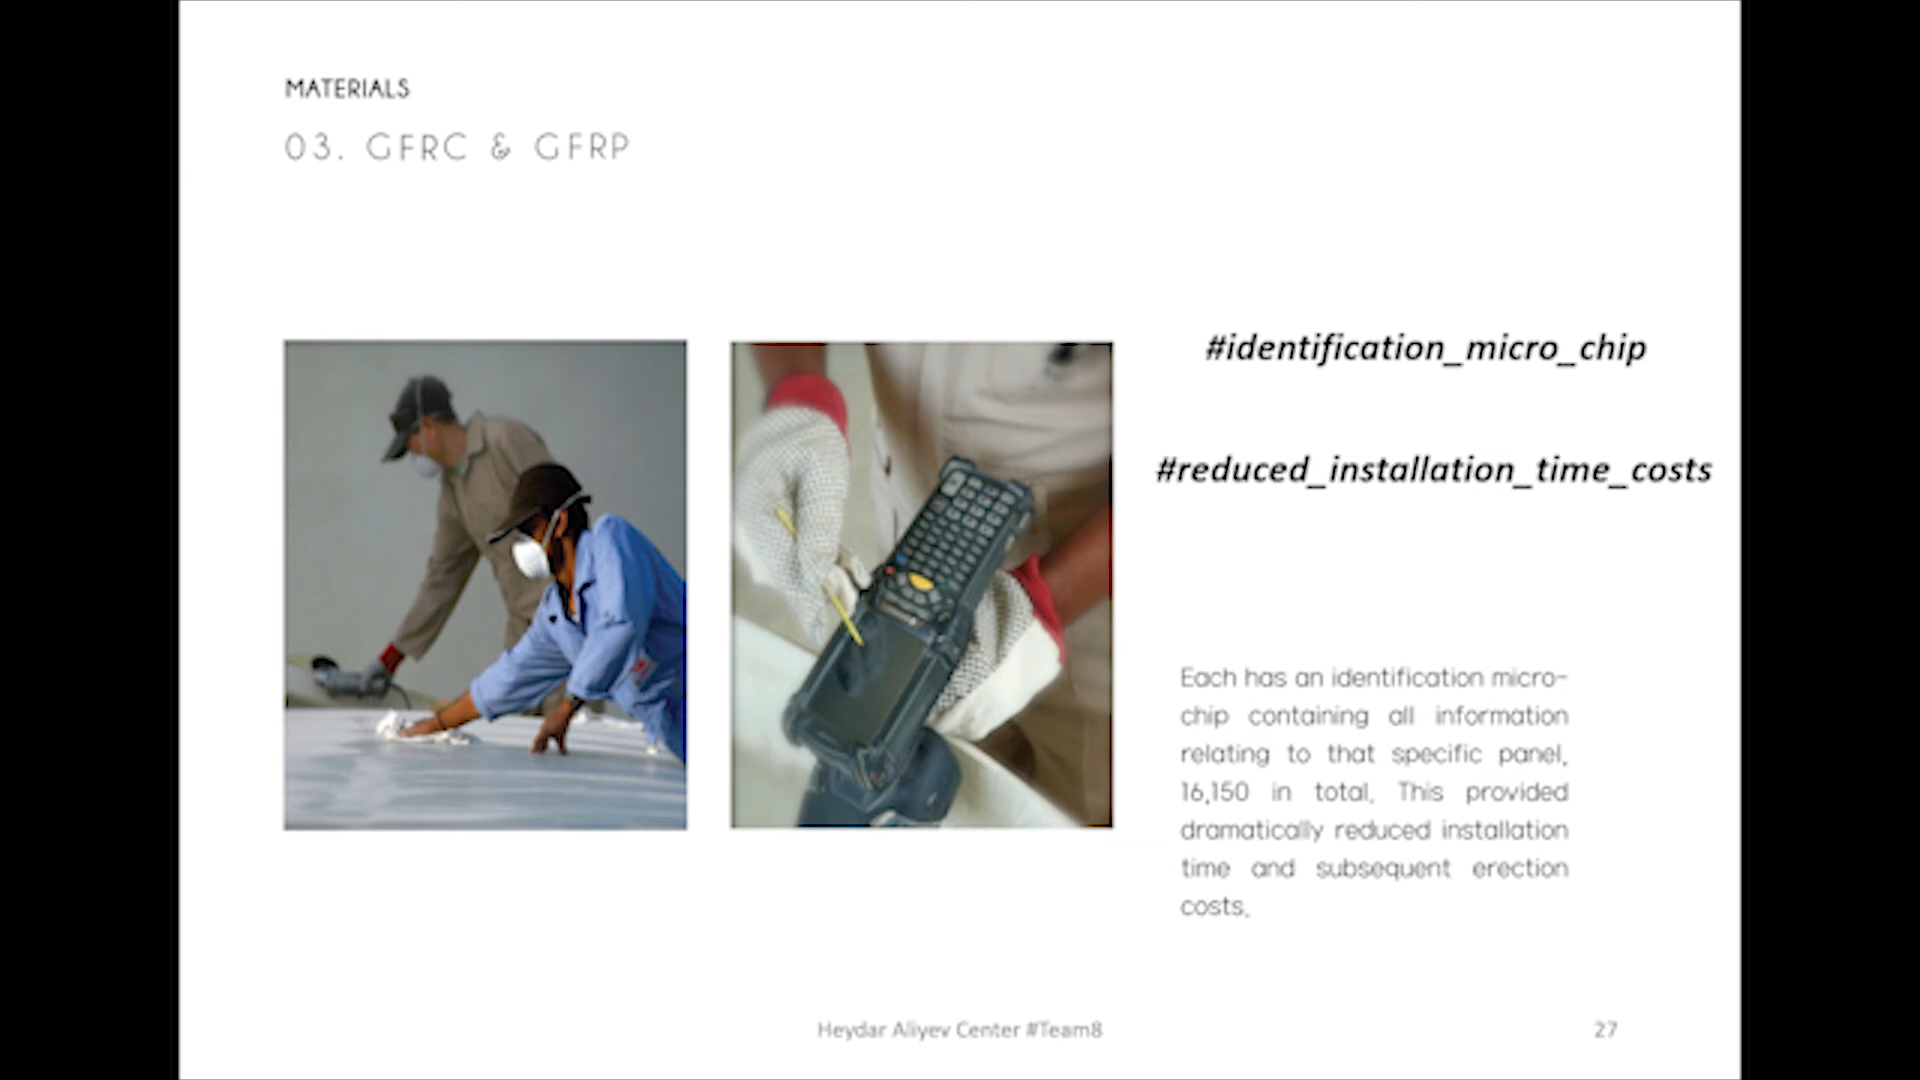 MATERIALS
03. GFRC & GFRP
#identification_micro_chip
#reduced_installation_time_costs
Each has an identification micro-
chip containing all information
relating to that specific panel,
16,150 in total. This provided
dramatically reduced installation
time and subsequent erection
costs.
Heydar Aliyev Center #Team8
27